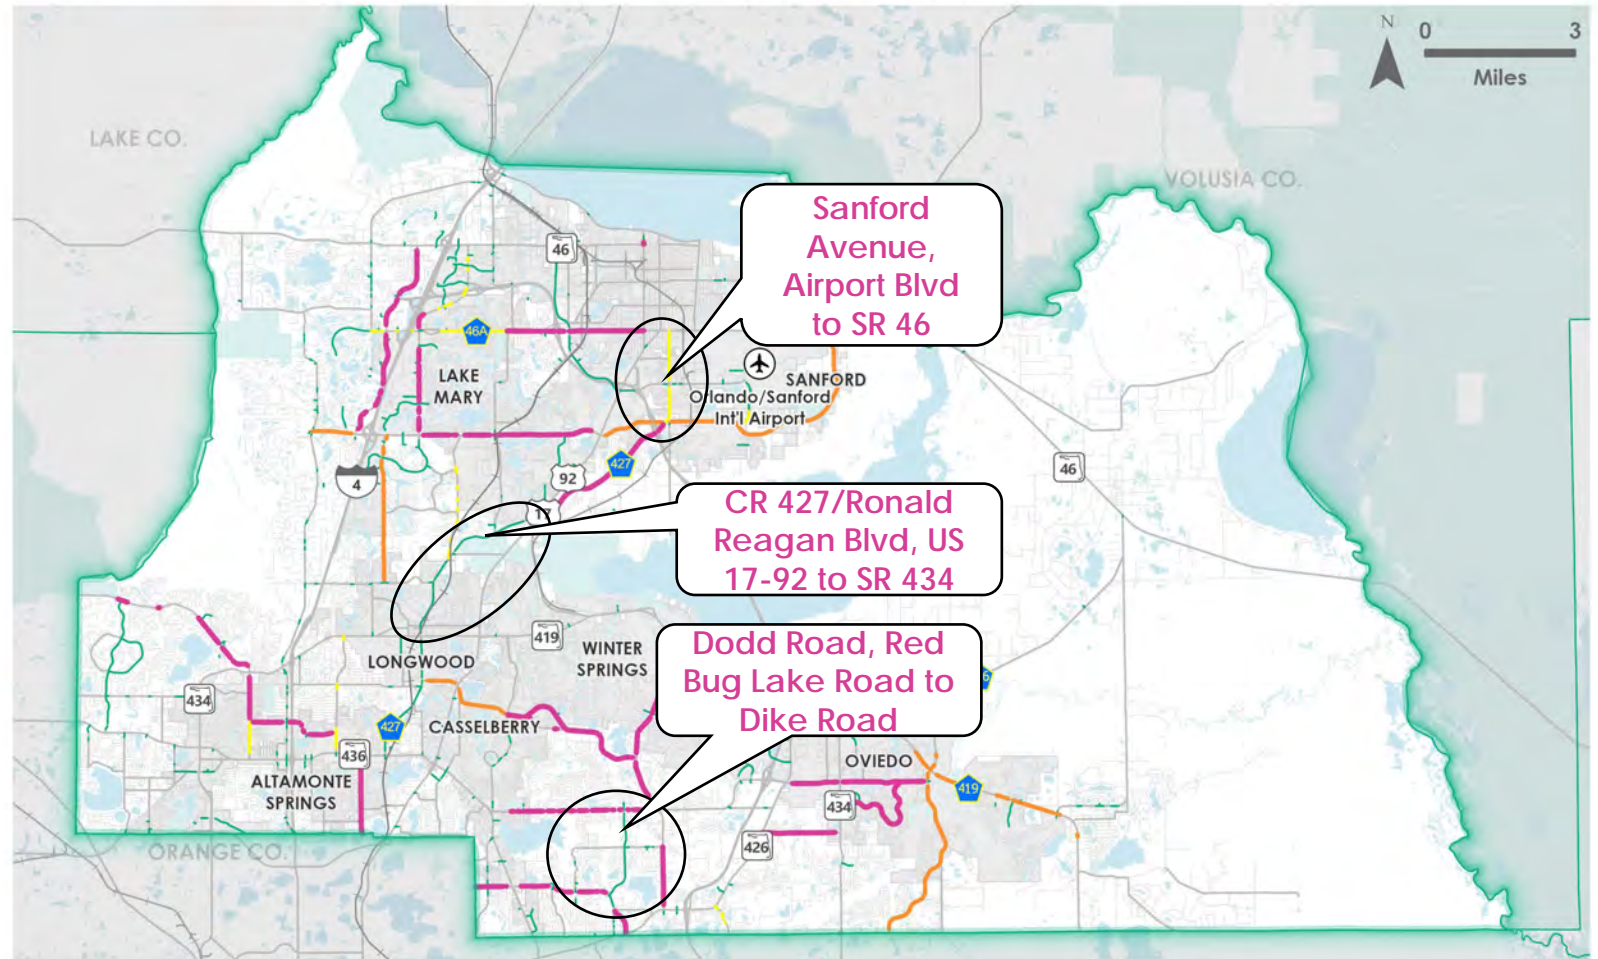 N
0 3
Miles
LAKE CO.
VOLUSIA CO.
Sanford
Avenue,
Airport Blvd
to SR 46
46
46A
LAKE
MARY
SANFORD
Orlando/Sanford
Int'l Airport
4
92
427
46
17
CR 427/Ronald
Reagan Blvd, US
17-92 to SR 434
419
WINTER
SPRINGS
Dodd Road, Red
Bug Lake Road to
Dike Road
LONGWOOD
434
427
CASSELBERRY
436
OVIEDO
ALTAMONTE
SPRINGS
434
419
426
ORANGE CO.